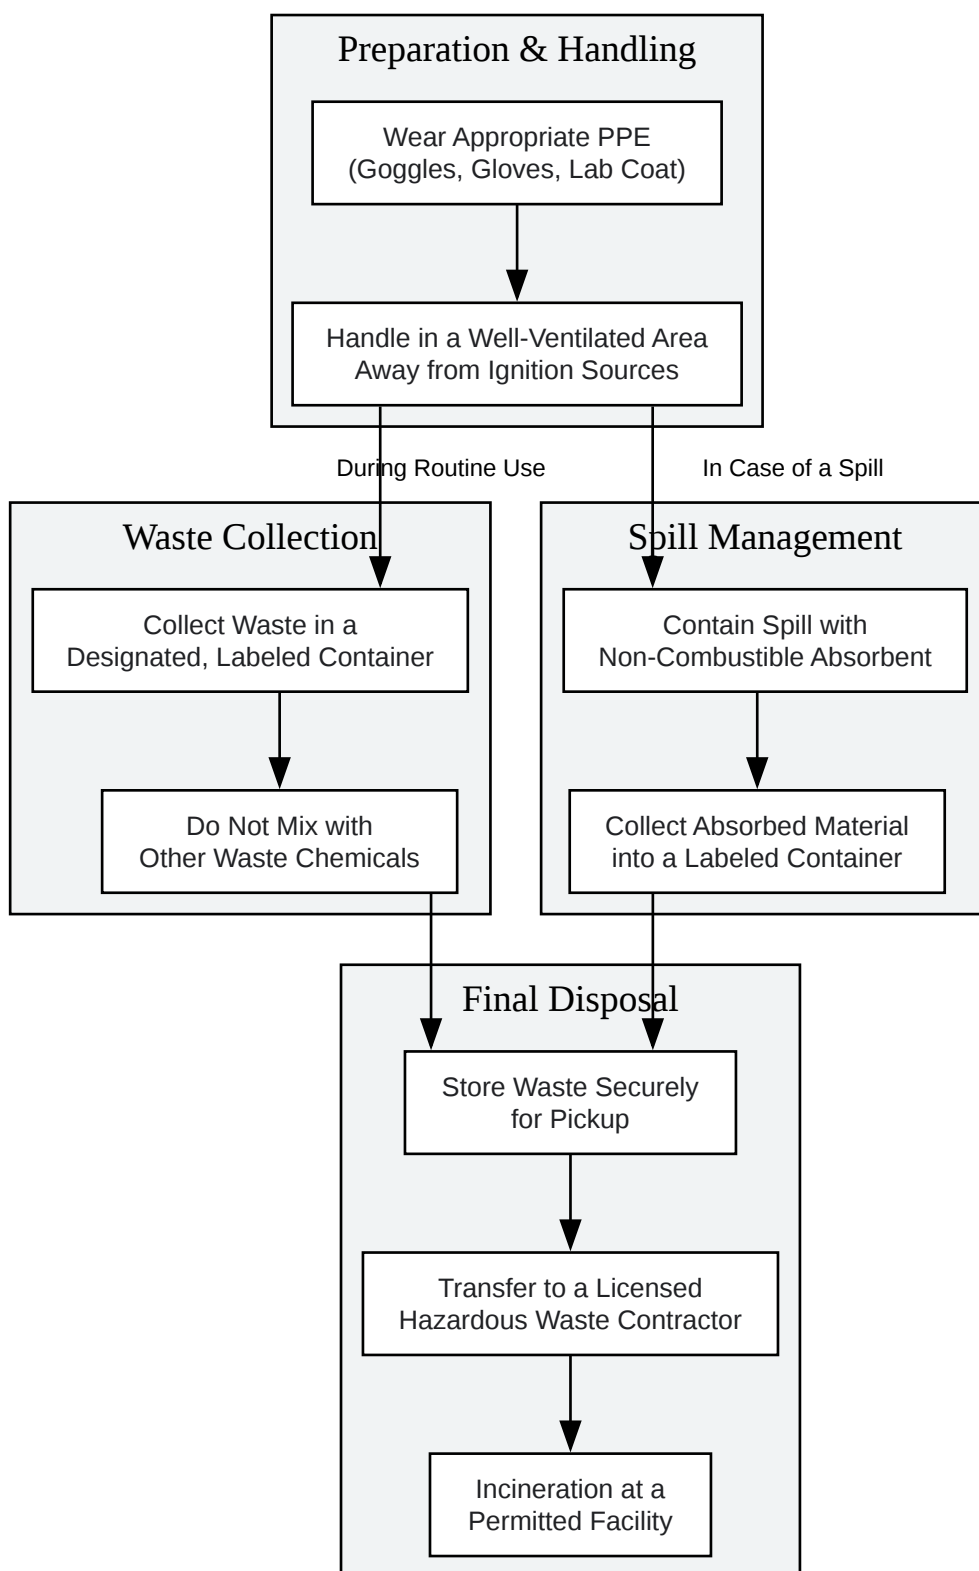 Preparation & Handling
Wear Appropriate PPE
(Goggles, Gloves, Lab Coat)
Handle in a Well-Ventilated Area
Away from Ignition Sources
During Routine Use
In Case of a Spill
Waste Collection
Collect Waste in a
Designated, Labeled Container
Do Not Mix with
Other Waste Chemicals
Spill Management
Contain Spill with
Non-Combustible Absorbent
Collect Absorbed Material
into a Labeled Container
Final Disposal
Store Waste Securely
for Pickup
Transfer to a Licensed
Hazardous Waste Contractor
Incineration at a
Permitted Facility